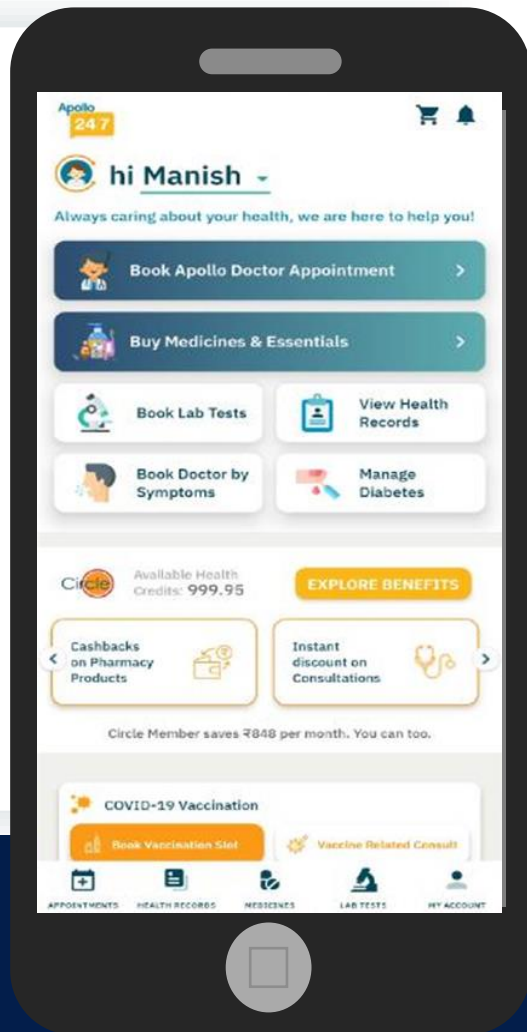 Apollo
24|7
hi Manish
Always caring about your health, we are here to help you!
Book Apollo Doctor Appointment
Buy Medicines & Essentials
Book Lab Tests
View Health
Records
Book Doctor by
Symptoms
Manage
Diabetes
Circle
Available Health
Credits: 999.95
EXPLORE BENEFITS
Cashbacks
on Pharmacy
Products
Instant
discount on
Consultations
Circle Member saves ₹848 per month. You can too.
COVID-19 Vaccination
Book Vaccination Slot
Vaccine Related Consult
APPOINTMENTS
HEALTH RECORDS
MEDICINES
LAB TESTS
MY ACCOUNT